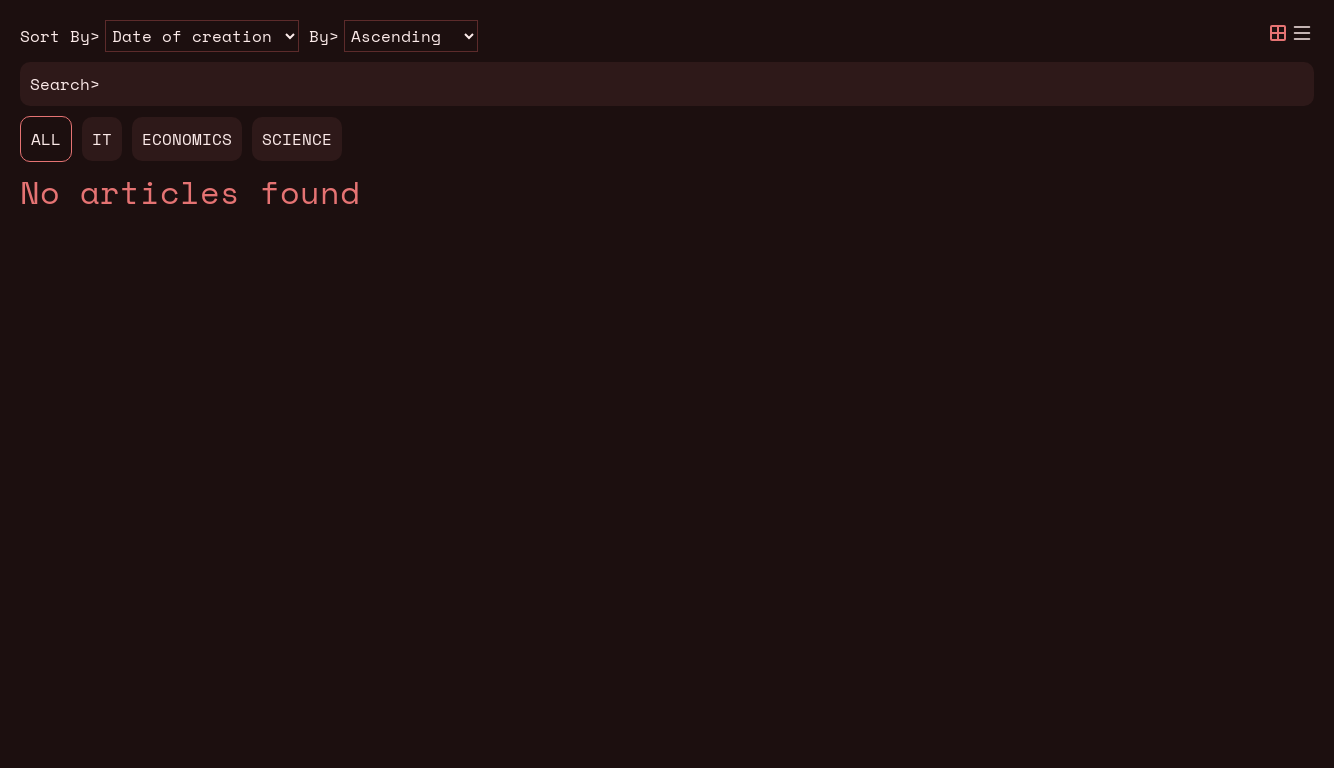 Sort By> Date of creation By> Ascending
Search>
ALL IT ECONOMICS SCIENCE
No articles found